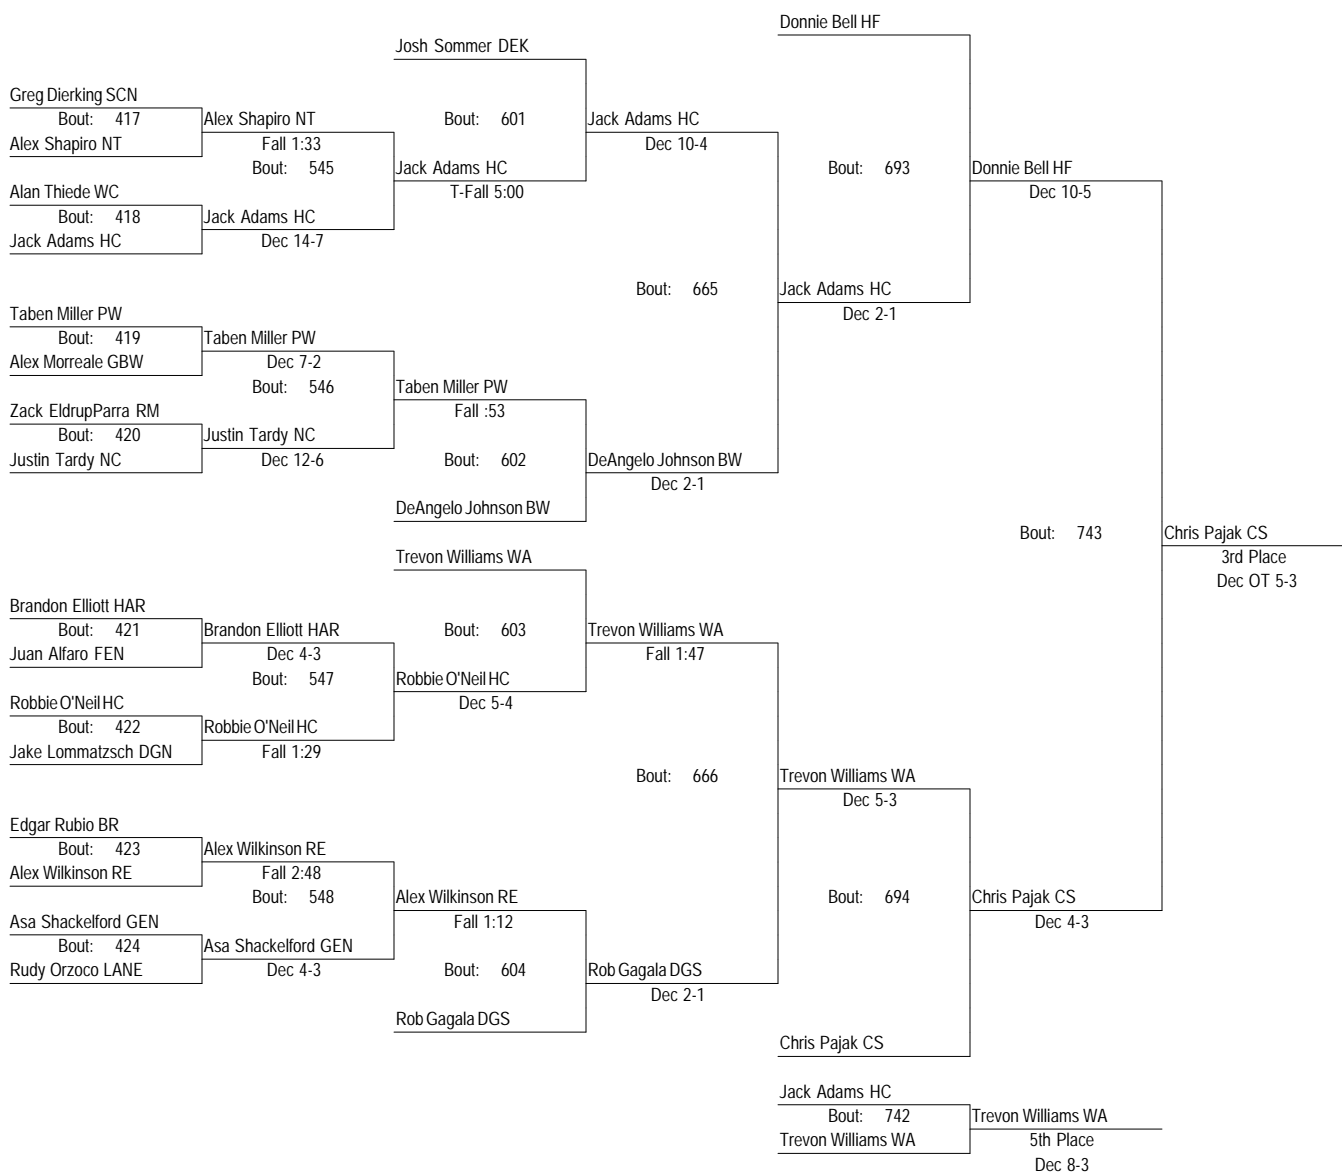 Donnie Bell HF
Josh Sommer DEK
Greg Dierking SCN
Bout: 417
Alex Shapiro NT
Bout: 601
Jack Adams HC
Alex Shapiro NT
Fall 1:33
Dec 10-4
Bout: 545
Jack Adams HC
Bout: 693
Donnie Bell HF
Alan Thiede WC
T-Fall 5:00
Dec 10-5
Bout: 418
Jack Adams HC
Jack Adams HC
Dec 14-7
Bout: 665
Jack Adams HC
Taben Miller PW
Dec 2-1
Bout: 419
Taben Miller PW
Alex Morreale GBW
Dec 7-2
Bout: 546
Taben Miller PW
Zack EldrupParra RM
Fall :53
Bout: 420
Justin Tardy NC
Justin Tardy NC
Dec 12-6
Bout: 602
DeAngelo Johnson BW
Dec 2-1
DeAngelo Johnson BW
Bout: 743
Chris Pajak CS
Trevon Williams WA
3rd Place
Dec OT 5-3
Brandon Elliott HAR
Bout: 421
Brandon Elliott HAR
Bout: 603
Trevon Williams WA
Juan Alfaro FEN
Dec 4-3
Fall 1:47
Bout: 547
Robbie O'Neil HC
Robbie O'Neil HC
Dec 5-4
Bout: 422
Robbie O'Neil HC
Jake Lommatzsch DGN
Fall 1:29
Bout: 666
Trevon Williams WA
Dec 5-3
Edgar Rubio BR
Bout: 423
Alex Wilkinson RE
Alex Wilkinson RE
Fall 2:48
Bout: 548
Alex Wilkinson RE
Bout: 694
Chris Pajak CS
Asa Shackelford GEN
Fall 1:12
Dec 4-3
Bout: 424
Asa Shackelford GEN
Rudy Orzoco LANE
Dec 4-3
Bout: 604
Rob Gagala DGS
Dec 2-1
Rob Gagala DGS
Chris Pajak CS
Jack Adams HC
Bout: 742
Trevon Williams WA
Trevon Williams WA
5th Place
Dec 8-3